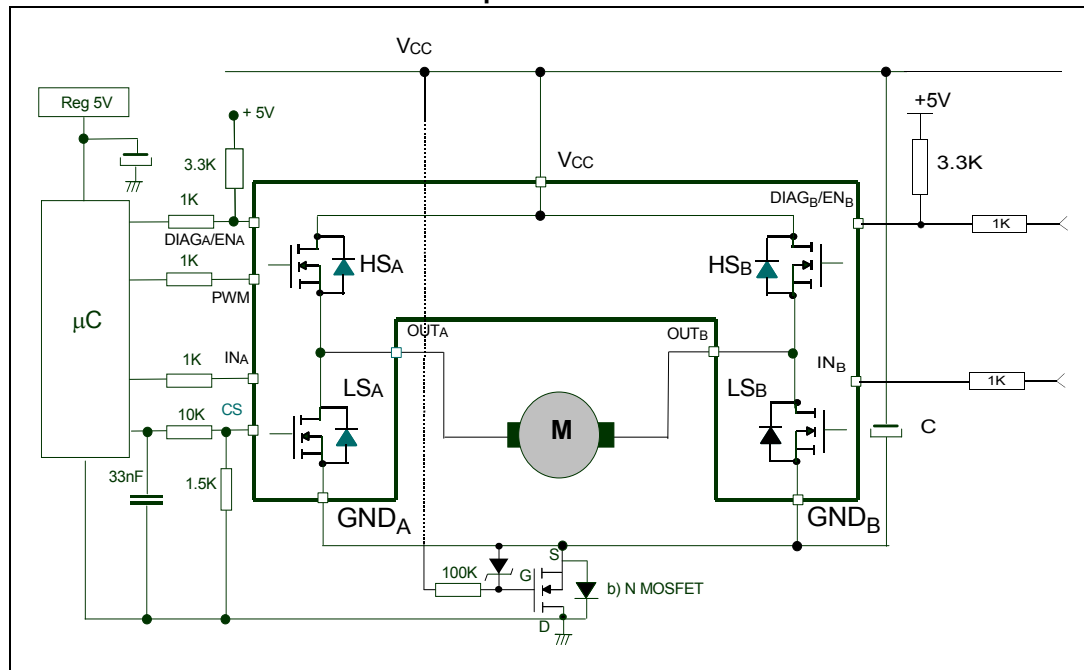 VCC
Reg 5V
+ 5V
+5V
3.3K
3.3K
VCC
1K
DIAGA/ENA
DIAGB/ENB
1K
1K
PWM
HSA
HSB
µC
OUTA
OUTB
1K
INA
INB
1K
10K
CS
LSA
LSB
M
C
33nF
1.5K
GNDA
GNDB
100K
G
S
D
b) N MOSFET